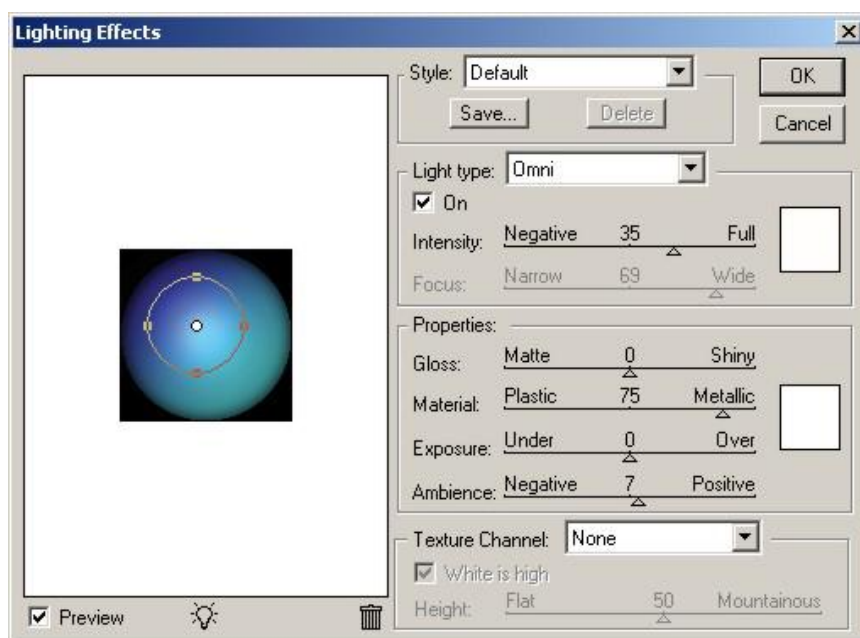 Lighting Effects
Style: Default
OK
Save... Delete
Cancel
Light type: Omni
On
Intensity: Negative 35 Full
Focus: Narrow 69 Wide
Properties:
Gloss: Matte 0 Shiny
Material: Plastic 75 Metallic
Exposure: Under 0 Over
Ambience: Negative 7 Positive
Texture Channel: None
White is high
Height: Flat 50 Mountainous
Preview